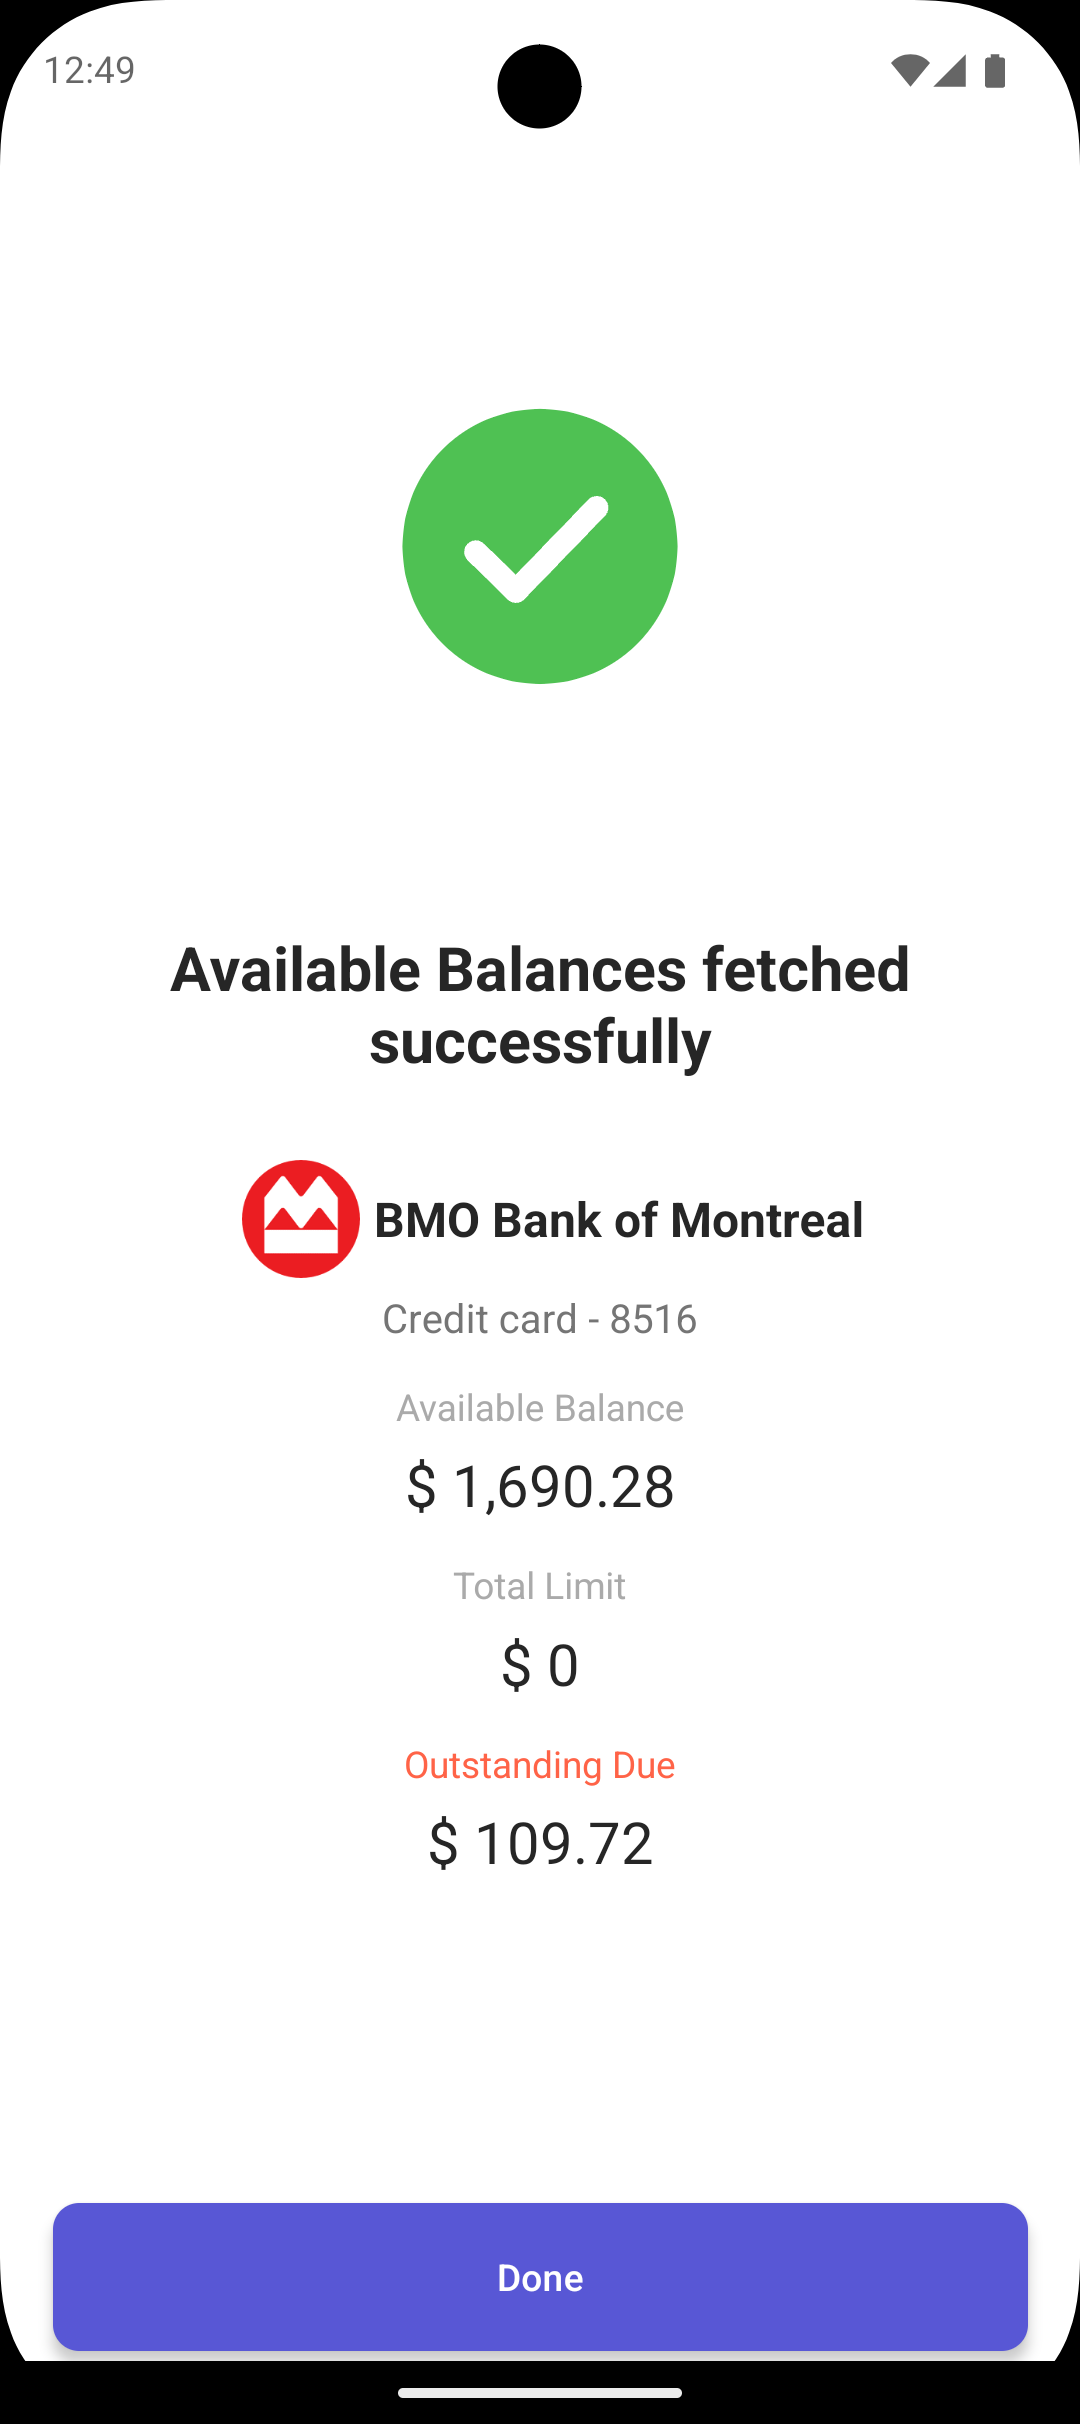 12:49
Available Balances fetched
successfully
BMO Bank of Montreal
Credit card - 8516
Available Balance
$ 1,690.28
Total Limit
$ 0
Outstanding Due
$ 109.72
Done